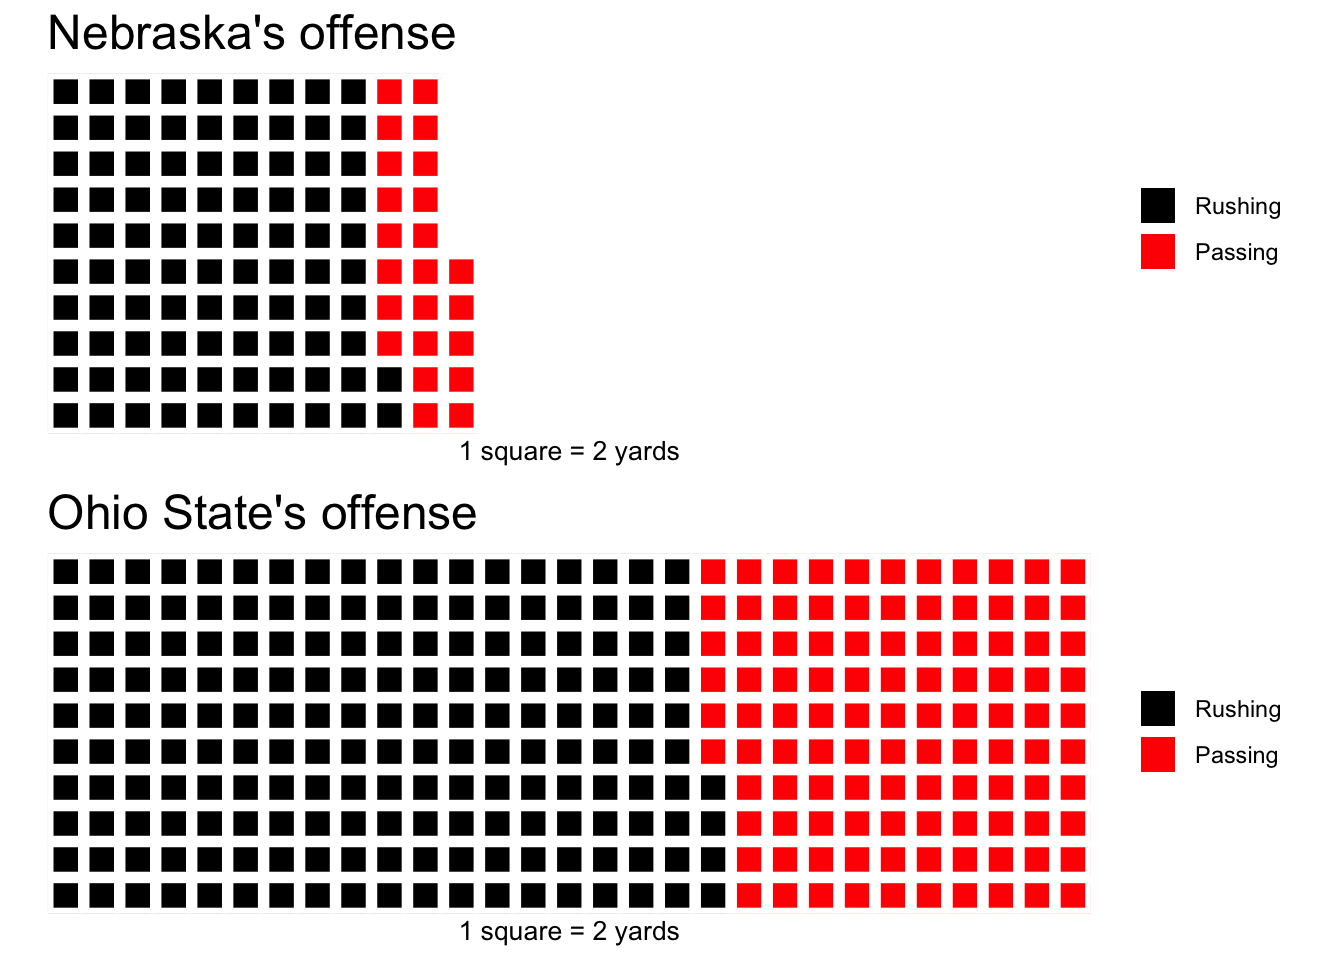 Nebraska's offense
Rushing
Passing
1 square = 2 yards
Ohio State's offense
Rushing
Passing
1 square = 2 yards